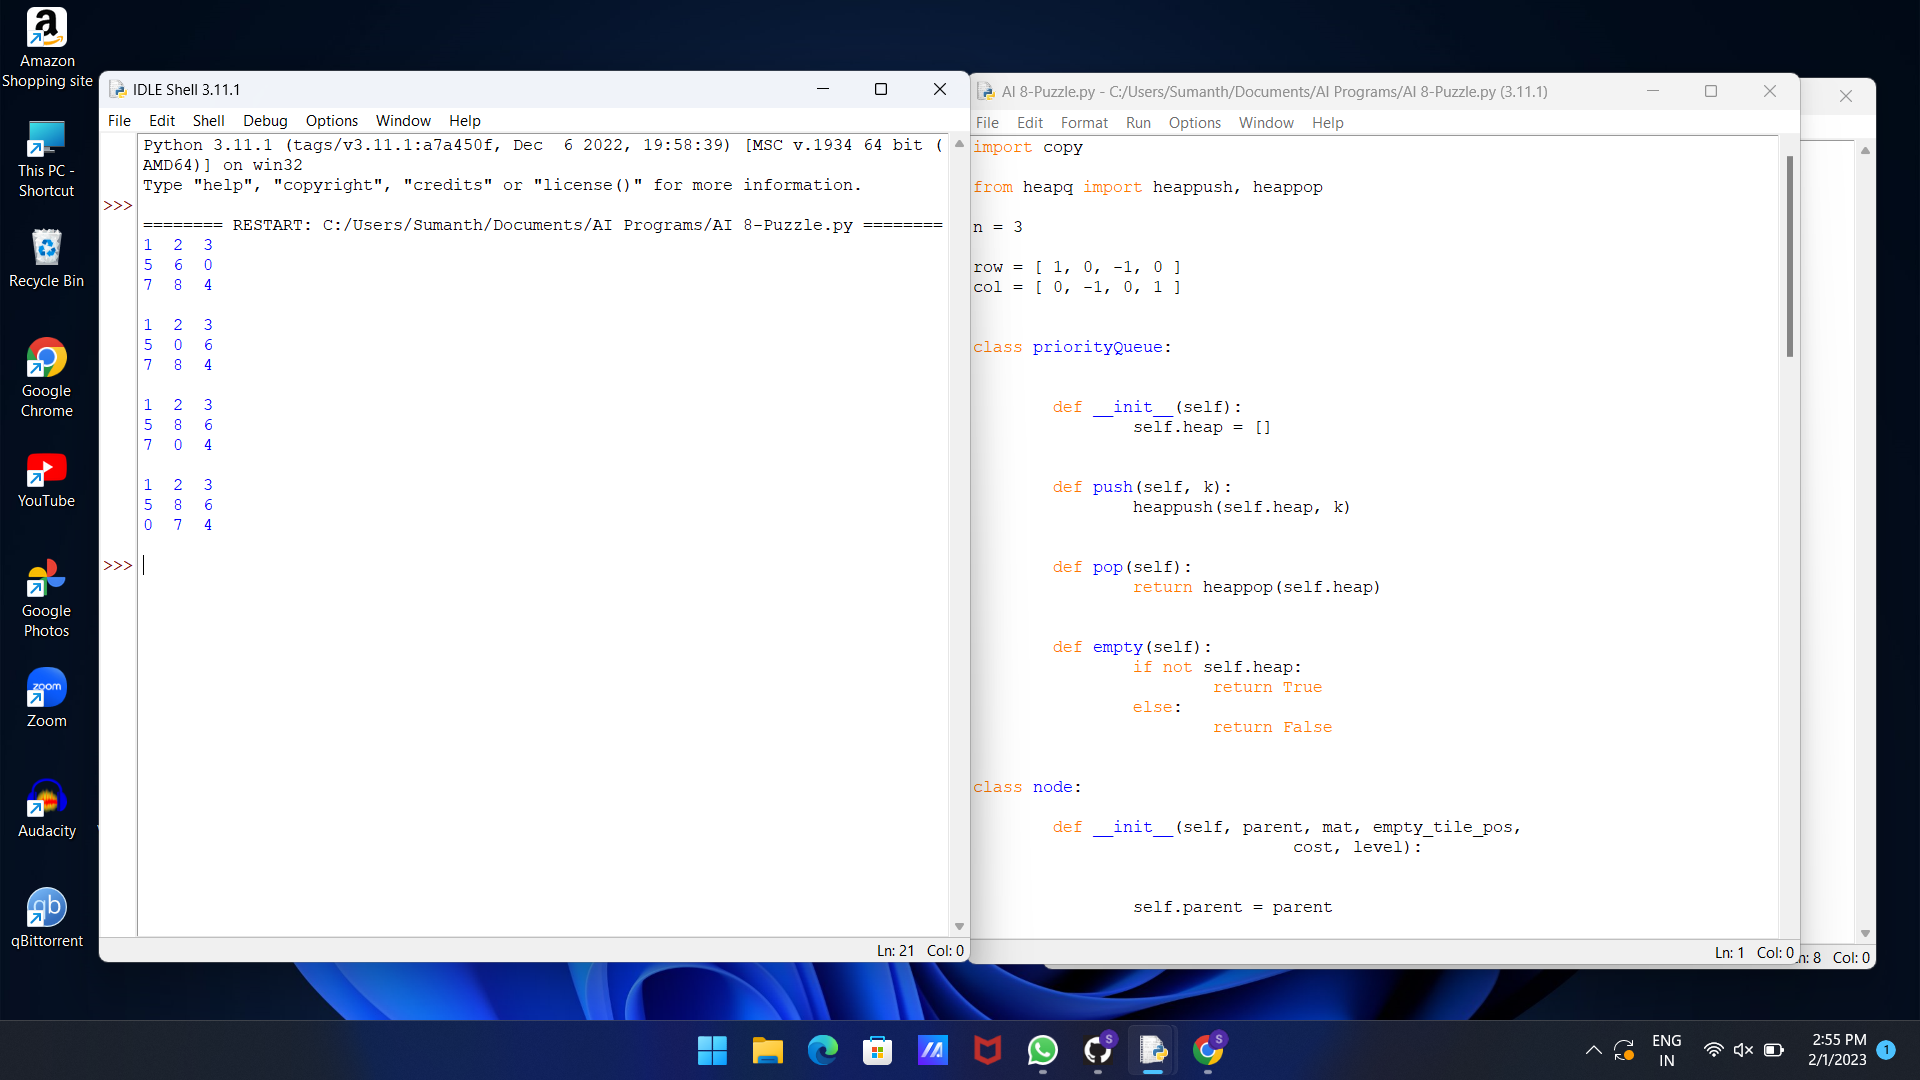 Amazon
Shopping site
This PC -
Shortcut
Recycle Bin
Google
Chrome
YouTube
Google
Photos
zoom
Zoom
Audacity
qb
qBittorrent
IDLE Shell 3.11.1
File Edit Shell Debug Options Window Help
Python 3.11.1 (tags/v3.11.1:a7a450f, Dec  6 2022, 19:58:39) [MSC v.1934 64 bit (
AMD64)] on win32
Type "help", "copyright", "credits" or "license()" for more information.
>>>
======== RESTART: C:/Users/Sumanth/Documents/AI Programs/AI 8-Puzzle.py ========
1 2 3
5 6 0
7 8 4
1 2 3
5 0 6
7 8 4
1 2 3
5 8 6
7 0 4
1 2 3
5 8 6
0 7 4
>>>
Ln: 21 Col: 0
AI 8-Puzzle.py - C:/Users/Sumanth/Documents/AI Programs/AI 8-Puzzle.py (3.11.1)
File Edit Format Run Options Window Help
import copy
from heapq import heappush, heappop
n = 3
row = [ 1, 0, -1, 0 ]
col = [ 0, -1, 0, 1 ]
class priorityQueue:
def __init__(self):
self.heap = []
def push(self, k):
heappush(self.heap, k)
def pop(self):
return heappop(self.heap)
def empty(self):
if not self.heap:
return True
else:
return False
class node:
def __init__(self, parent, mat, empty_tile_pos,
cost, level):
self.parent = parent
Ln: 1 Col: 0
n: 8 Col: 0
S
S
ENG
IN
2:55 PM
2/1/2023
1